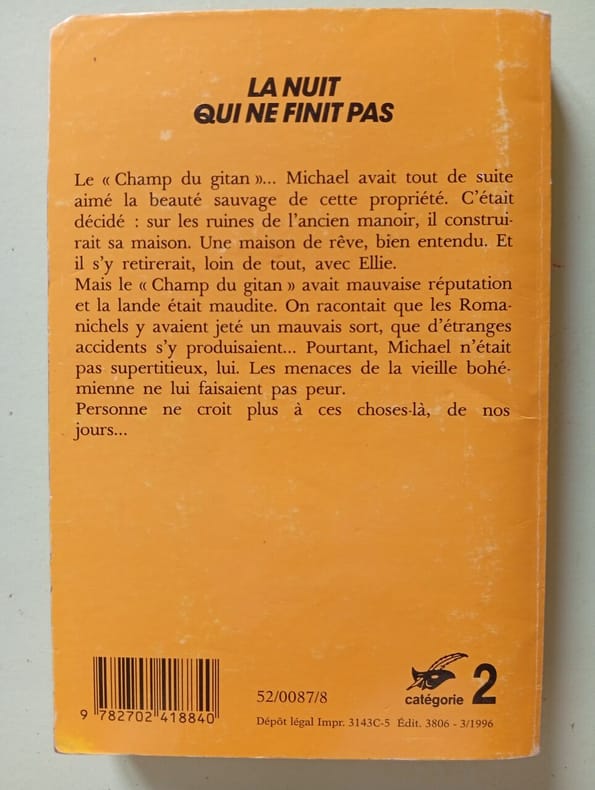 LA NUIT
QUI NE FINIT PAS
Le « Champ du gitan »... Michael avait tout de suite
aimé la beauté sauvage de cette propriété. C'était
décidé : sur les ruines de l'ancien manoir, il construi-
rait sa maison. Une maison de rêve, bien entendu. Et
il s'y retirerait, loin de tout, avec Ellie.
Mais le « Champ du gitan » avait mauvaise réputation
et la lande était maudite. On racontait que les Roma-
nichels y avaient jeté un mauvais sort, que d'étranges
accidents s'y produisaient... Pourtant, Michael n'était
pas supertitieux, lui. Les menaces de la vieille bohé-
mienne ne lui faisaient pas peur.
Personne ne croit plus à ces choses-là, de nos
jours...
9 782702 418840
52/0087/8
catégorie 2
Dépôt légal Impr. 3143C-5 Édit. 3806 - 3/1996